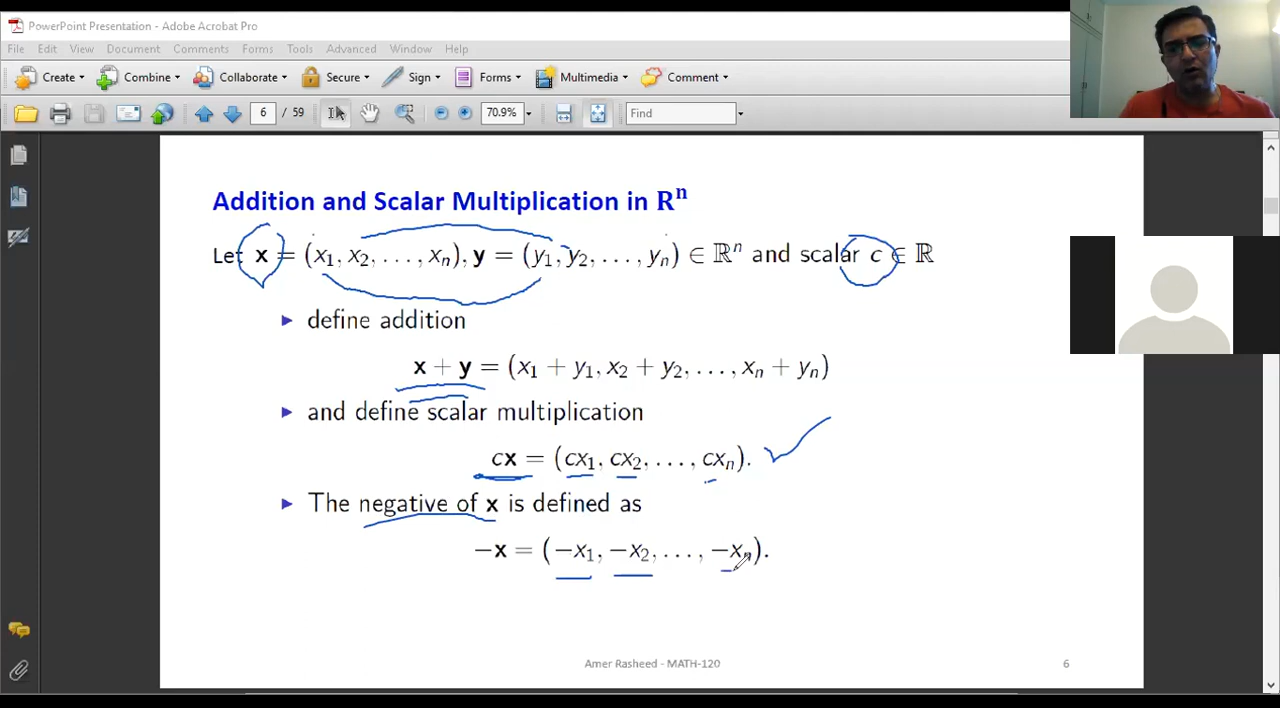 PowerPoint Presentation - Adobe Acrobat Pro
File Edit View Document Comments Forms Tools Advanced Window Help
Create Combine Collaborate Secure Sign Forms Multimedia Comment
6 / 59 70.9% Find
Addition and Scalar Multiplication in Rⁿ
Let x = (x₁, x₂, . . . , xₙ), y = (y₁, y₂, . . . , yₙ) ∈ ℝⁿ and scalar c ∈ ℝ
▶ define addition
x + y = (x₁ + y₁, x₂ + y₂, . . . , xₙ + yₙ)
▶ and define scalar multiplication
cx = (cx₁, cx₂, . . . , cxₙ).
▶ The negative of x is defined as
−x = (−x₁, −x₂, . . . , −xₙ).
Amer Rasheed - MATH-120 6